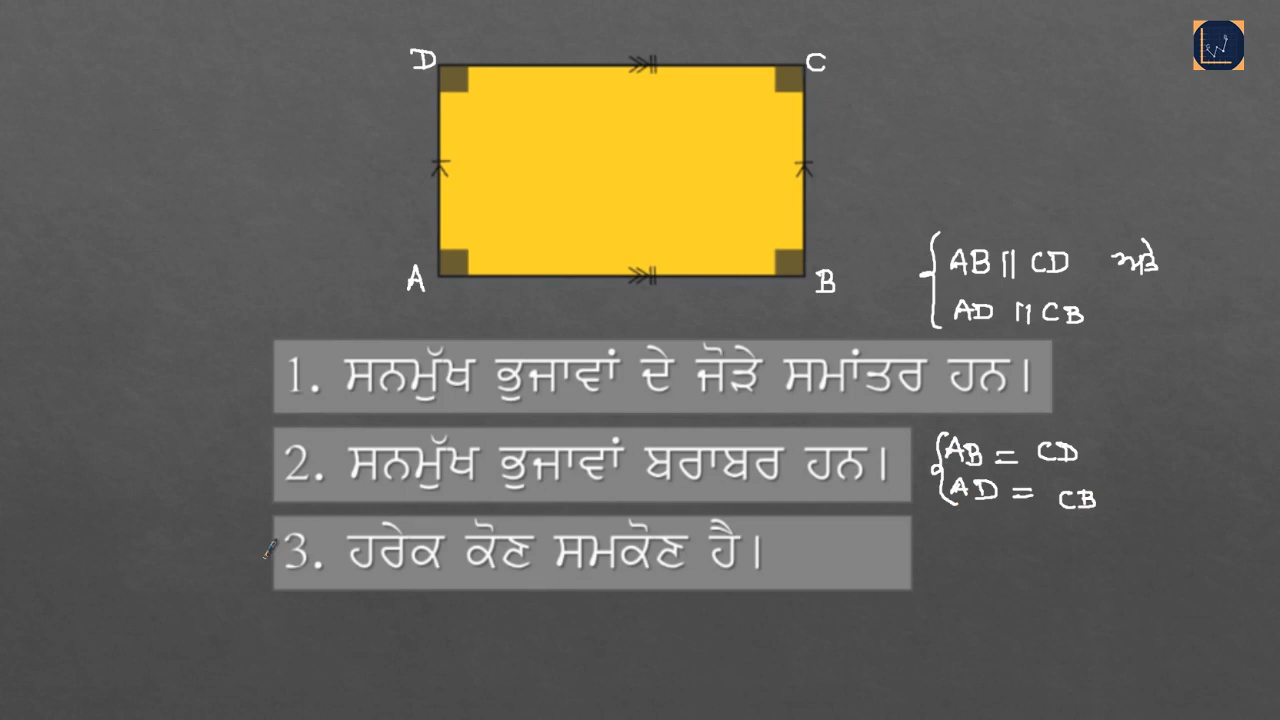 D C
A B
AB || CD ਅਤੇ
AD || CB
1. ਸਨਮੁੱਖ ਭੁਜਾਵਾਂ ਦੇ ਜੋੜੇ ਸਮਾਂਤਰ ਹਨ।
2. ਸਨਮੁੱਖ ਭੁਜਾਵਾਂ ਬਰਾਬਰ ਹਨ।
AB = CD
AD = CB
3. ਹਰੇਕ ਕੋਣ ਸਮਕੋਣ ਹੈ।